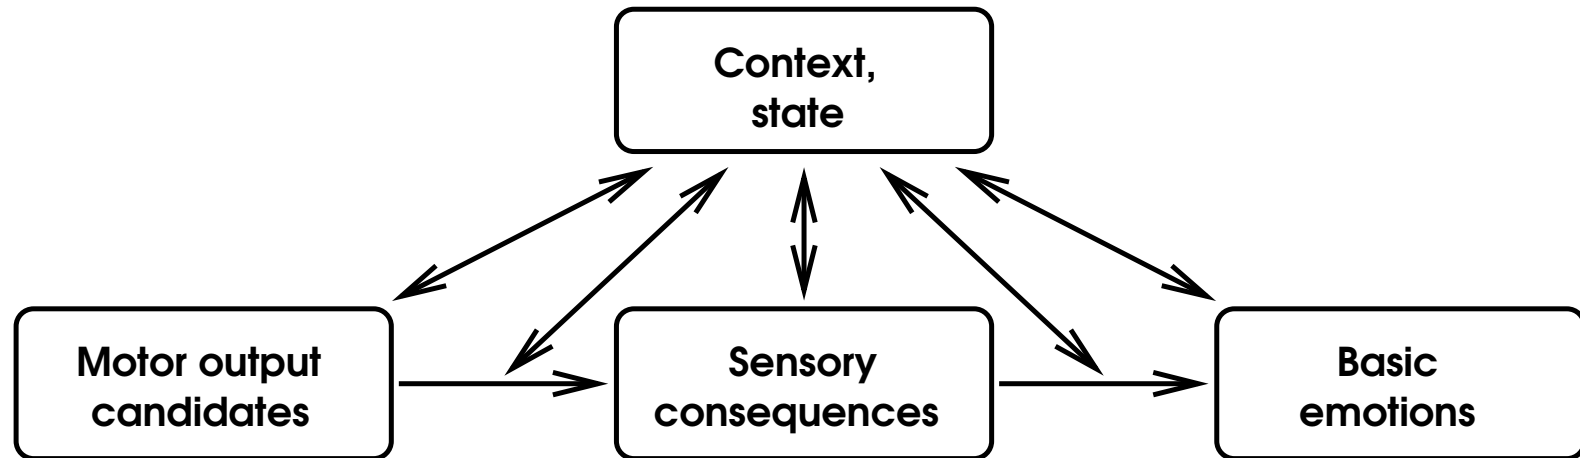 Context,
state
Motor output
candidates
Sensory
consequences
Basic
emotions